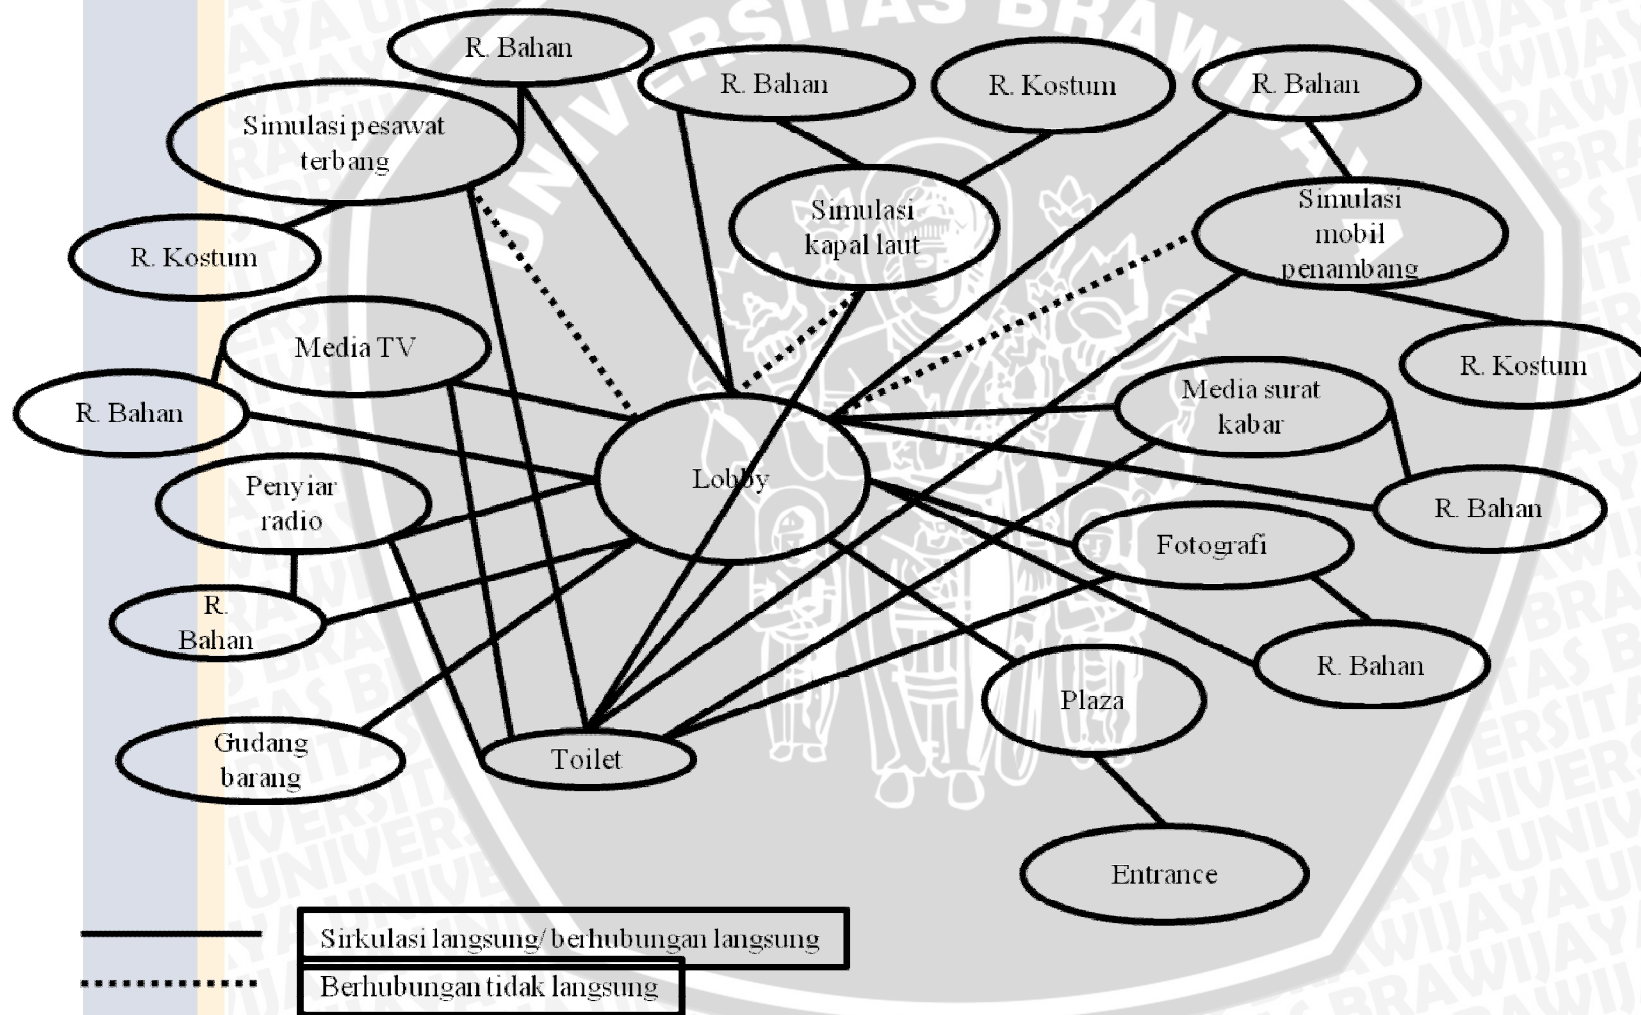 UNIVERSITAS BRAWIJAYA
R. Bahan
R. Bahan
R. Kostum
R. Bahan
Simulasi pesawat
terbang
Simulasi
kapal laut
Simulasi
mobil
penambang
R. Kostum
Media TV
R. Kostum
R. Bahan
Media surat
kabar
Penyiar
radio
Lobby
R. Bahan
Fotografi
R.
Bahan
R. Bahan
Plaza
Gudang
barang
Toilet
Entrance
Sirkulasi langsung/ berhubungan langsung
Berhubungan tidak langsung